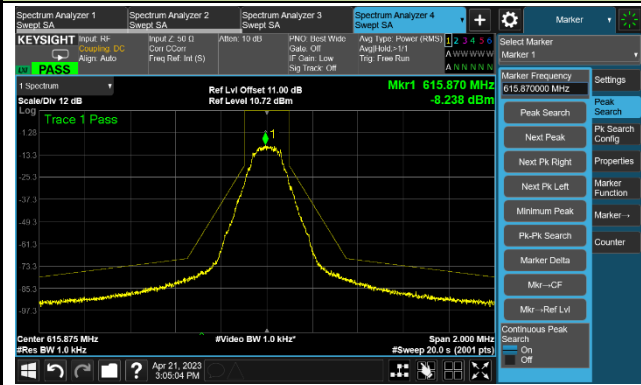 Spectrum Analyzer 1
Swept SA
Spectrum Analyzer 2
Swept SA
Spectrum Analyzer 3
Swept SA
Spectrum Analyzer 4
Swept SA
Marker
KEYSIGHT
Input: RF
Coupling: DC
Align: Auto
Input Z: 50 Ω
Corr CCorr
Freq Ref: Int (S)
Atten: 10 dB
PNO: Best Wide
Gate: Off
IF Gain: Low
Sig Track: Off
Avg Type: Power (RMS)
Avg|Hold:>1/1
Trig: Free Run
1 2 3 4 5 6
A W W W W W
A N N N N N
LXI
PASS
Select Marker
Marker 1
1 Spectrum
Scale/Div 12 dB
Ref Lvl Offset 11.00 dB
Ref Level 10.72 dBm
Mkr1 615.870 MHz
-8.238 dBm
Log
Trace 1 Pass
1
-1.28
-13.3
-25.3
-37.3
-49.3
-61.3
-73.3
-85.3
-97.3
Center 615.875 MHz
#Res BW 1.0 kHz
#Video BW 1.0 kHz*
Span 2.000 MHz
#Sweep 20.0 s (2001 pts)
Marker Frequency
615.870000 MHz
Peak Search
Next Peak
Next Pk Right
Next Pk Left
Minimum Peak
Pk-Pk Search
Marker Delta
Mkr→CF
Mkr→Ref Lvl
Continuous Peak
Search
On
Off
Settings
Peak
Search
Pk Search
Config
Properties
Marker
Function
Marker→
Counter
?
Apr 21, 2023
3:05:04 PM